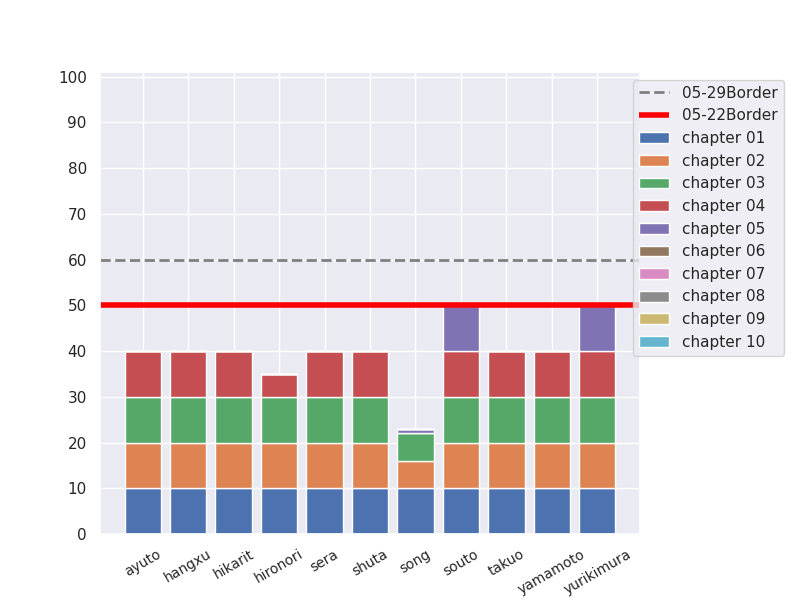 100
90
80
70
60
50
40
30
20
10
0
ayuto
hangxu
hikarit
hironori
sera
shuta
song
souto
takuo
yamamoto
yurikimura
05-29Border
05-22Border
chapter 01
chapter 02
chapter 03
chapter 04
chapter 05
chapter 06
chapter 07
chapter 08
chapter 09
chapter 10